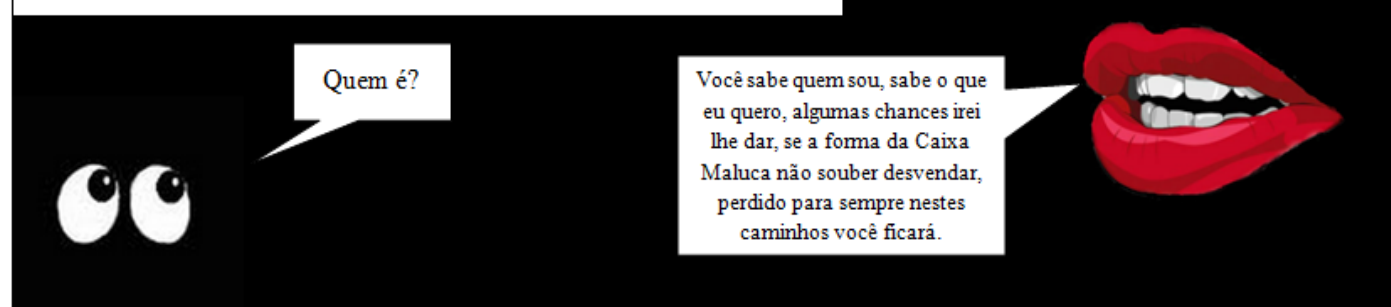 Quem é?
Você sabe quem sou, sabe o que
eu quero, algumas chances irei
lhe dar, se a forma da Caixa
Maluca não souber desvendar,
perdido para sempre nestes
caminhos você ficará.